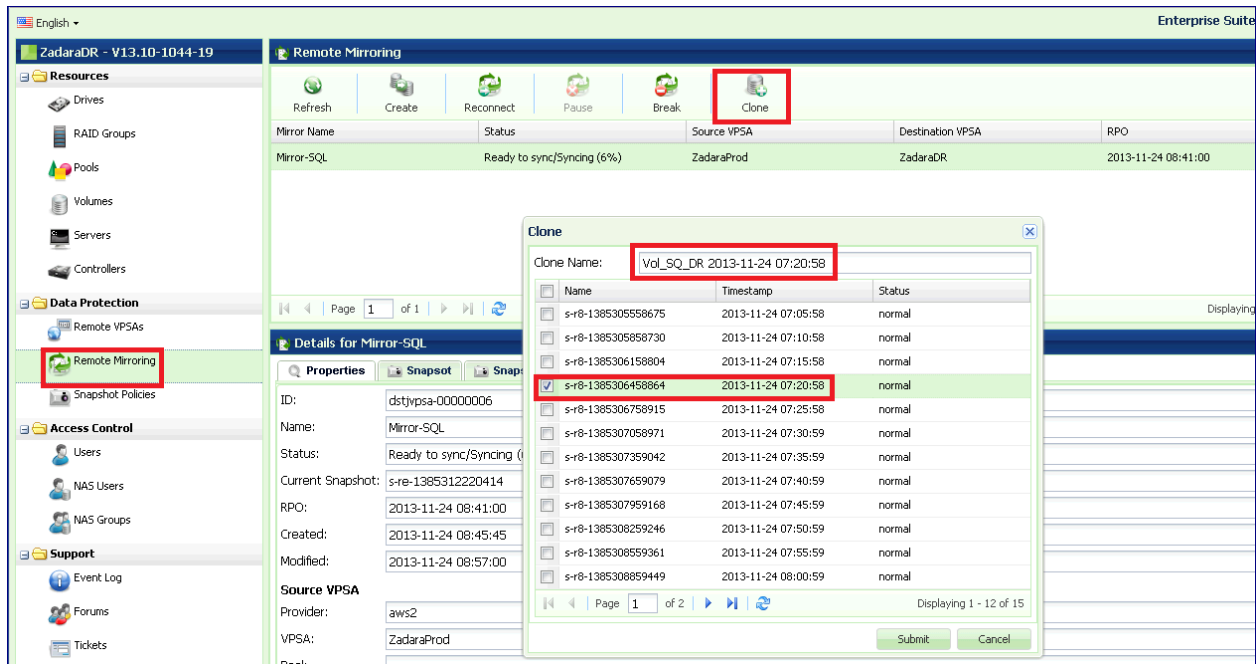 English
Enterprise Suite
ZadaraDR - V13.10-1044-19
Resources
Drives
RAID Groups
Pools
Volumes
Servers
Controllers
Data Protection
Remote VPSAs
Remote Mirroring
Snapshot Policies
Access Control
Users
NAS Users
NAS Groups
Support
Event Log
Forums
Tickets
Remote Mirroring
Refresh Create Reconnect Pause Break Clone
Mirror Name Status Source VPSA Destination VPSA RPO
Mirror-SQL Ready to sync/Syncing (6%) ZadaraProd ZadaraDR 2013-11-24 08:41:00
Page 1 of 1 Displaying
Details for Mirror-SQL
Properties Snapsot Snaps
ID: dstjvpsa-00000006
Name: Mirror-SQL
Status: Ready to sync/Syncing (
Current Snapshot: s-re-1385312220414
RPO: 2013-11-24 08:41:00
Created: 2013-11-24 08:45:45
Modified: 2013-11-24 08:57:00
Source VPSA
Provider: aws2
VPSA: ZadaraProd
Clone
Clone Name: Vol_SQ_DR 2013-11-24 07:20:58
Name Timestamp Status
s-r8-1385305558675 2013-11-24 07:05:58 normal
s-r8-1385305858730 2013-11-24 07:10:58 normal
s-r8-1385306158804 2013-11-24 07:15:58 normal
s-r8-1385306458864 2013-11-24 07:20:58 normal
s-r8-1385306758915 2013-11-24 07:25:58 normal
s-r8-1385307058971 2013-11-24 07:30:59 normal
s-r8-1385307359042 2013-11-24 07:35:59 normal
s-r8-1385307659079 2013-11-24 07:40:59 normal
s-r8-1385307959168 2013-11-24 07:45:59 normal
s-r8-1385308259246 2013-11-24 07:50:59 normal
s-r8-1385308559361 2013-11-24 07:55:59 normal
s-r8-1385308859449 2013-11-24 08:00:59 normal
Page 1 of 2 Displaying 1 - 12 of 15
Submit Cancel